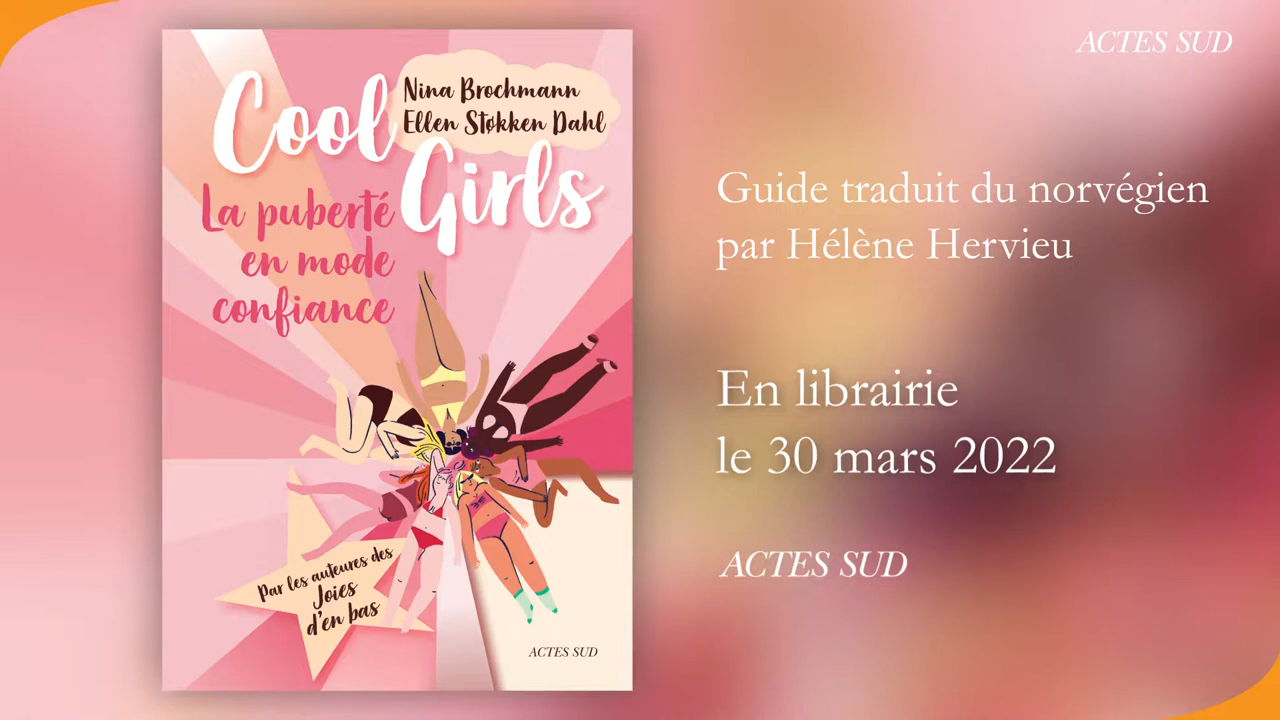 Cool
Girls
Nina Brochmann
Ellen Støkken Dahl
La puberté
en mode
confiance
Par les auteures des
Joies
d'en bas
ACTES SUD
ACTES SUD
Guide traduit du norvégien
par Hélène Hervieu
En librairie
le 30 mars 2022
ACTES SUD